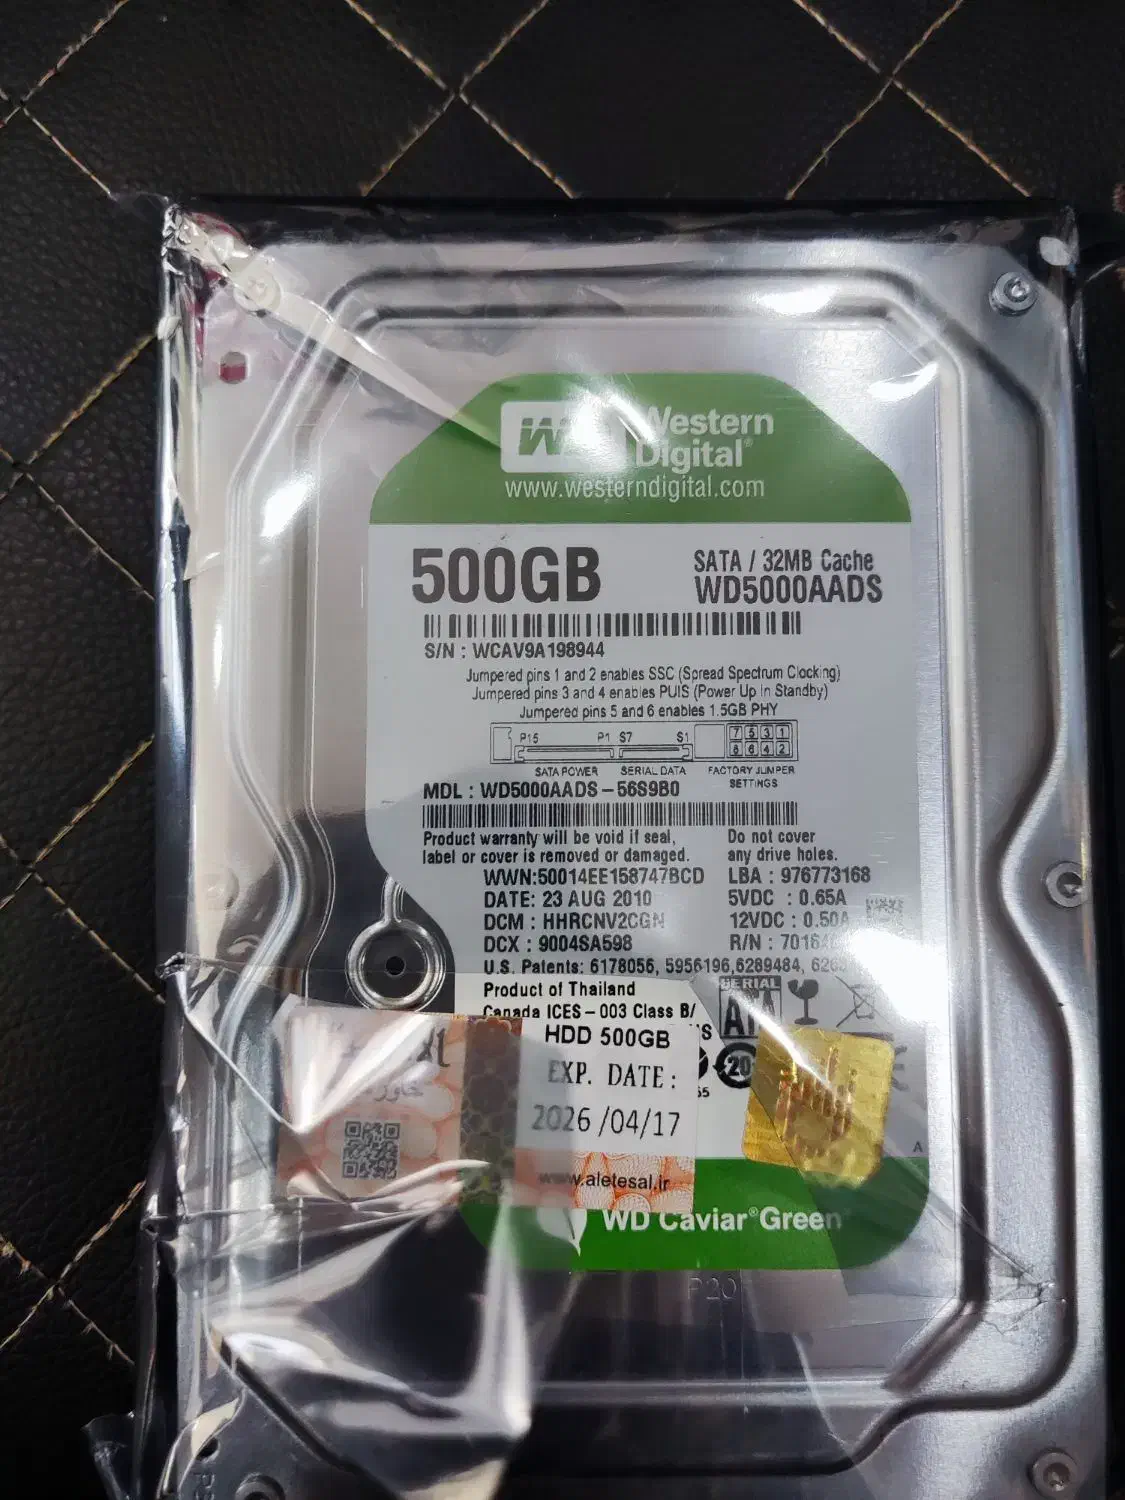 Western
Digital®
www.westerndigital.com
500GB
SATA / 32MB Cache
WD5000AADS
S/N : WCAV9A198944
Jumpered pins 1 and 2 enables SSC (Spread Spectrum Clocking)
Jumpered pins 3 and 4 enables PUIS (Power Up In Standby)
Jumpered pins 5 and 6 enables 1.5GB PHY
P15 P1 S7 S1
7 5 3 1
8 6 4 2
SATA POWER SERIAL DATA FACTORY JUMPER
SETTINGS
MDL : WD5000AADS – 56S9B0
Product warranty will be void if seal,
label or cover is removed or damaged.
Do not cover
any drive holes.
WWN:50014EE158747BCD
DATE: 23 AUG 2010
DCM : HHRCNV2CGN
DCX : 9004SA598
LBA : 976773168
5VDC : 0.65A
12VDC : 0.50A
R/N :
U.S. Patents: 6178056, 5956196,6289484,
Product of Thailand
Canada ICES – 003 Class B/
SERIAL
ATA
HDD 500GB
EXP. DATE:
2026 /04/17
www.aletesal.ir
20
A
WD Caviar® Green™
P20